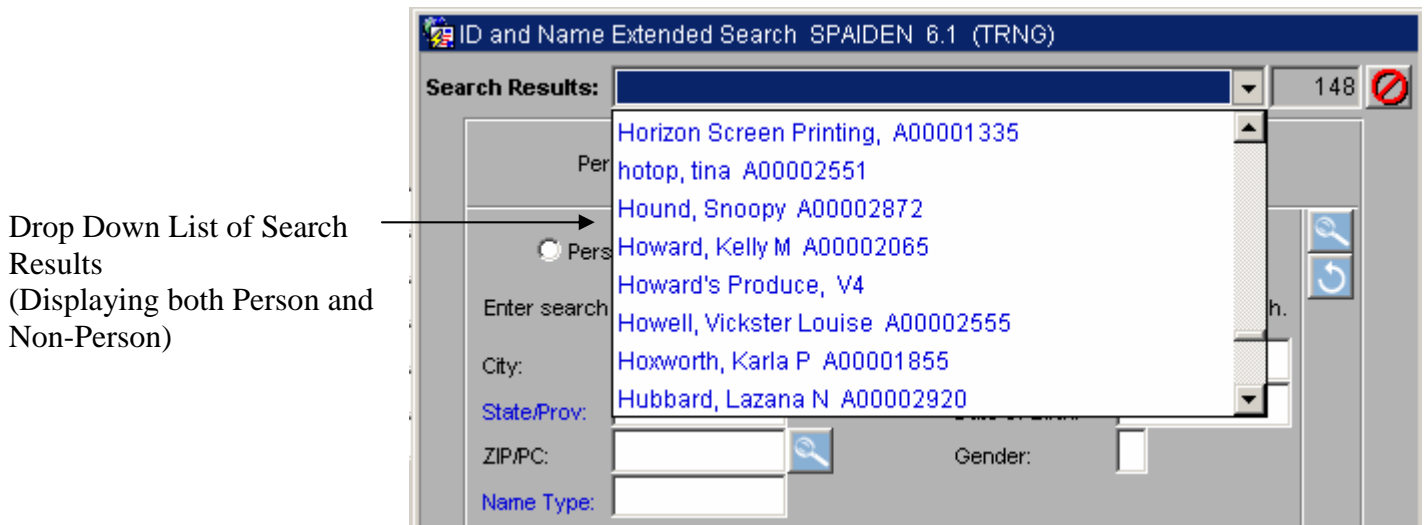 ID and Name Extended Search SPAIDEN 6.1 (TRNG)
Search Results: 148
Horizon Screen Printing, A00001335
Per
hotop, tina A00002551
Hound, Snoopy A00002872
Drop Down List of Search
Results
(Displaying both Person and
Non-Person)
Pers
Howard, Kelly M A00002065
Howard's Produce, V4
Enter search
h.
Howell, Vickster Louise A00002555
City:
Hoxworth, Karla P A00001855
State/Prov:
Hubbard, Lazana N A00002920
ZIP/PC:
Gender:
Name Type: